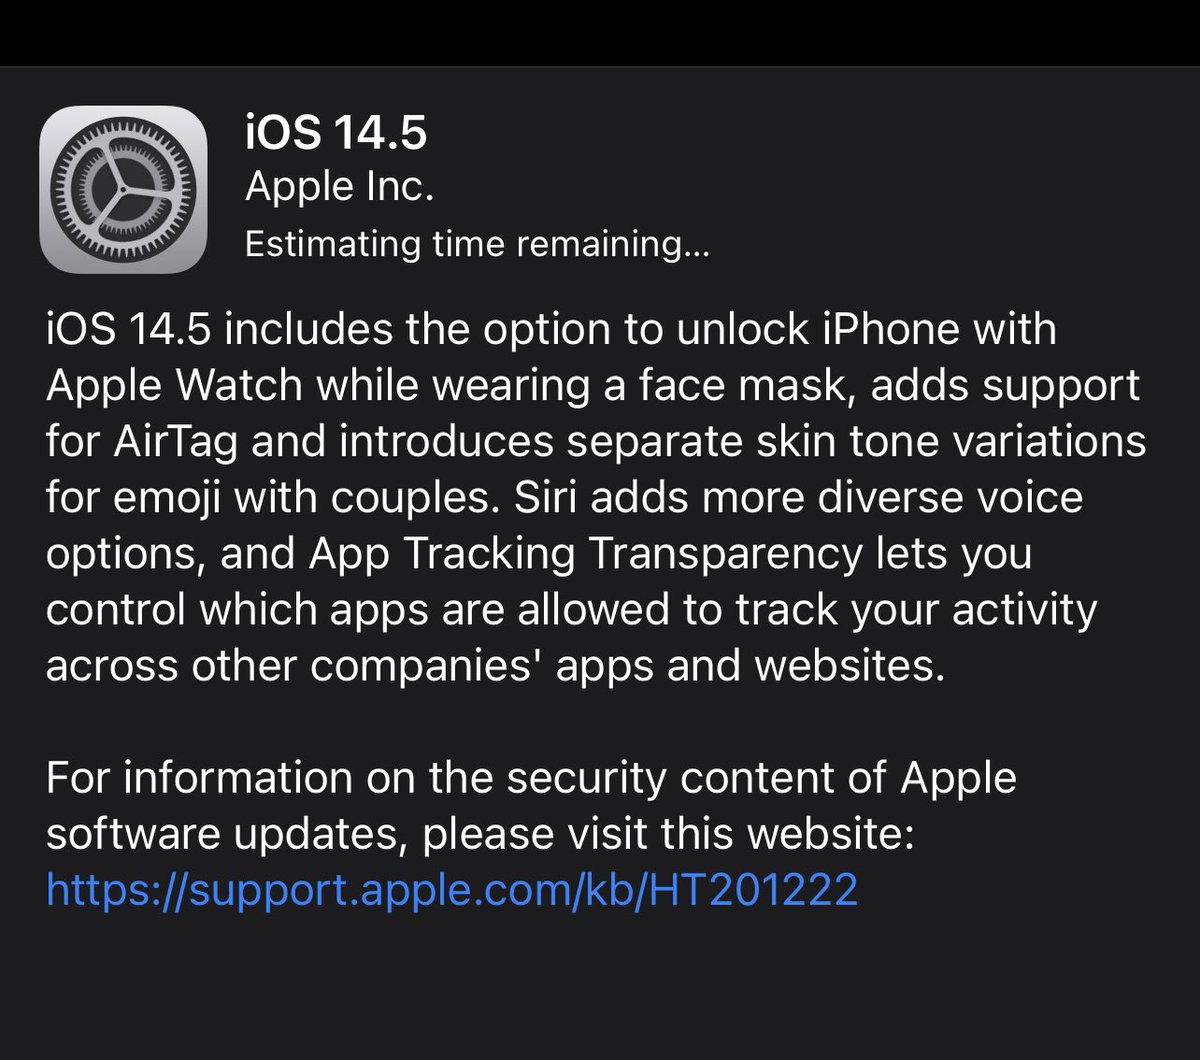 iOS 14.5
Apple Inc.
Estimating time remaining...
iOS 14.5 includes the option to unlock iPhone with
Apple Watch while wearing a face mask, adds support
for AirTag and introduces separate skin tone variations
for emoji with couples. Siri adds more diverse voice
options, and App Tracking Transparency lets you
control which apps are allowed to track your activity
across other companies' apps and websites.
For information on the security content of Apple
software updates, please visit this website:
https://support.apple.com/kb/HT201222